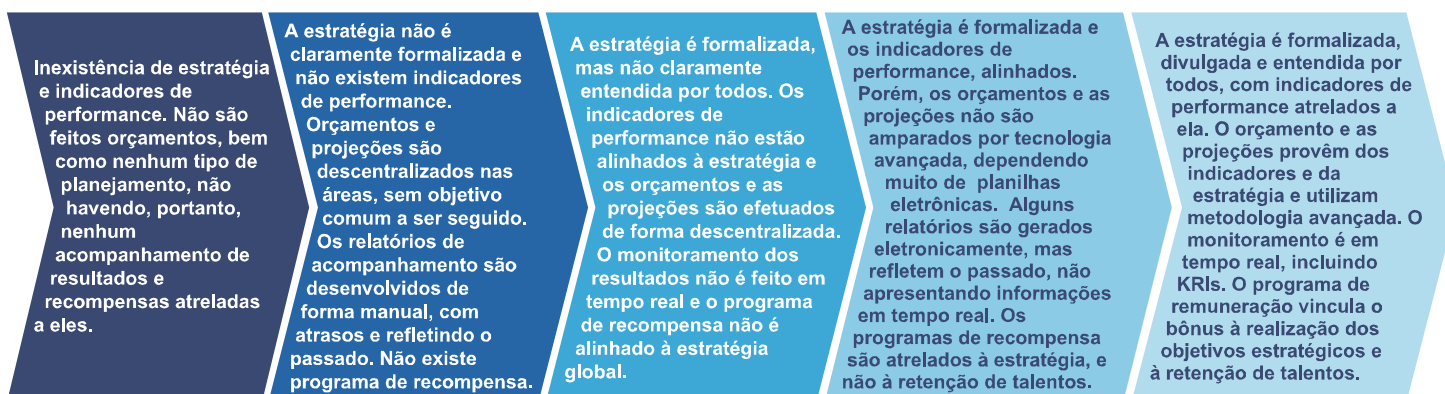 Inexistência de estratégia
e indicadores de
performance. Não são
feitos orçamentos, bem
como nenhum tipo de
planejamento, não
havendo, portanto,
nenhum
acompanhamento de
resultados e
recompensas atreladas
a eles.
A estratégia não é
claramente formalizada e
não existem indicadores
de performance.
Orçamentos e
projeções são
descentralizados nas
áreas, sem objetivo
comum a ser seguido.
Os relatórios de
acompanhamento são
desenvolvidos de
forma manual, com
atrasos e refletindo o
passado. Não existe
programa de recompensa.
A estratégia é formalizada,
mas não claramente
entendida por todos. Os
indicadores de
performance não estão
alinhados à estratégia e
os orçamentos e as
projeções são efetuados
de forma descentralizada.
O monitoramento dos
resultados não é feito em
tempo real e o programa
de recompensa não é
alinhado à estratégia
global.
A estratégia é formalizada e
os indicadores de
performance, alinhados.
Porém, os orçamentos e as
projeções não são
amparados por tecnologia
avançada, dependendo
muito de planilhas
eletrônicas. Alguns
relatórios são gerados
eletronicamente, mas
refletem o passado, não
apresentando informações
em tempo real. Os
programas de recompensa
são atrelados à estratégia, e
não à retenção de talentos.
A estratégia é formalizada,
divulgada e entendida por
todos, com indicadores de
performance atrelados a
ela. O orçamento e as
projeções provêm dos
indicadores e da
estratégia e utilizam
metodologia avançada. O
monitoramento é em
tempo real, incluindo
KRIs. O programa de
remuneração vincula o
bônus à realização dos
objetivos estratégicos e
à retenção de talentos.